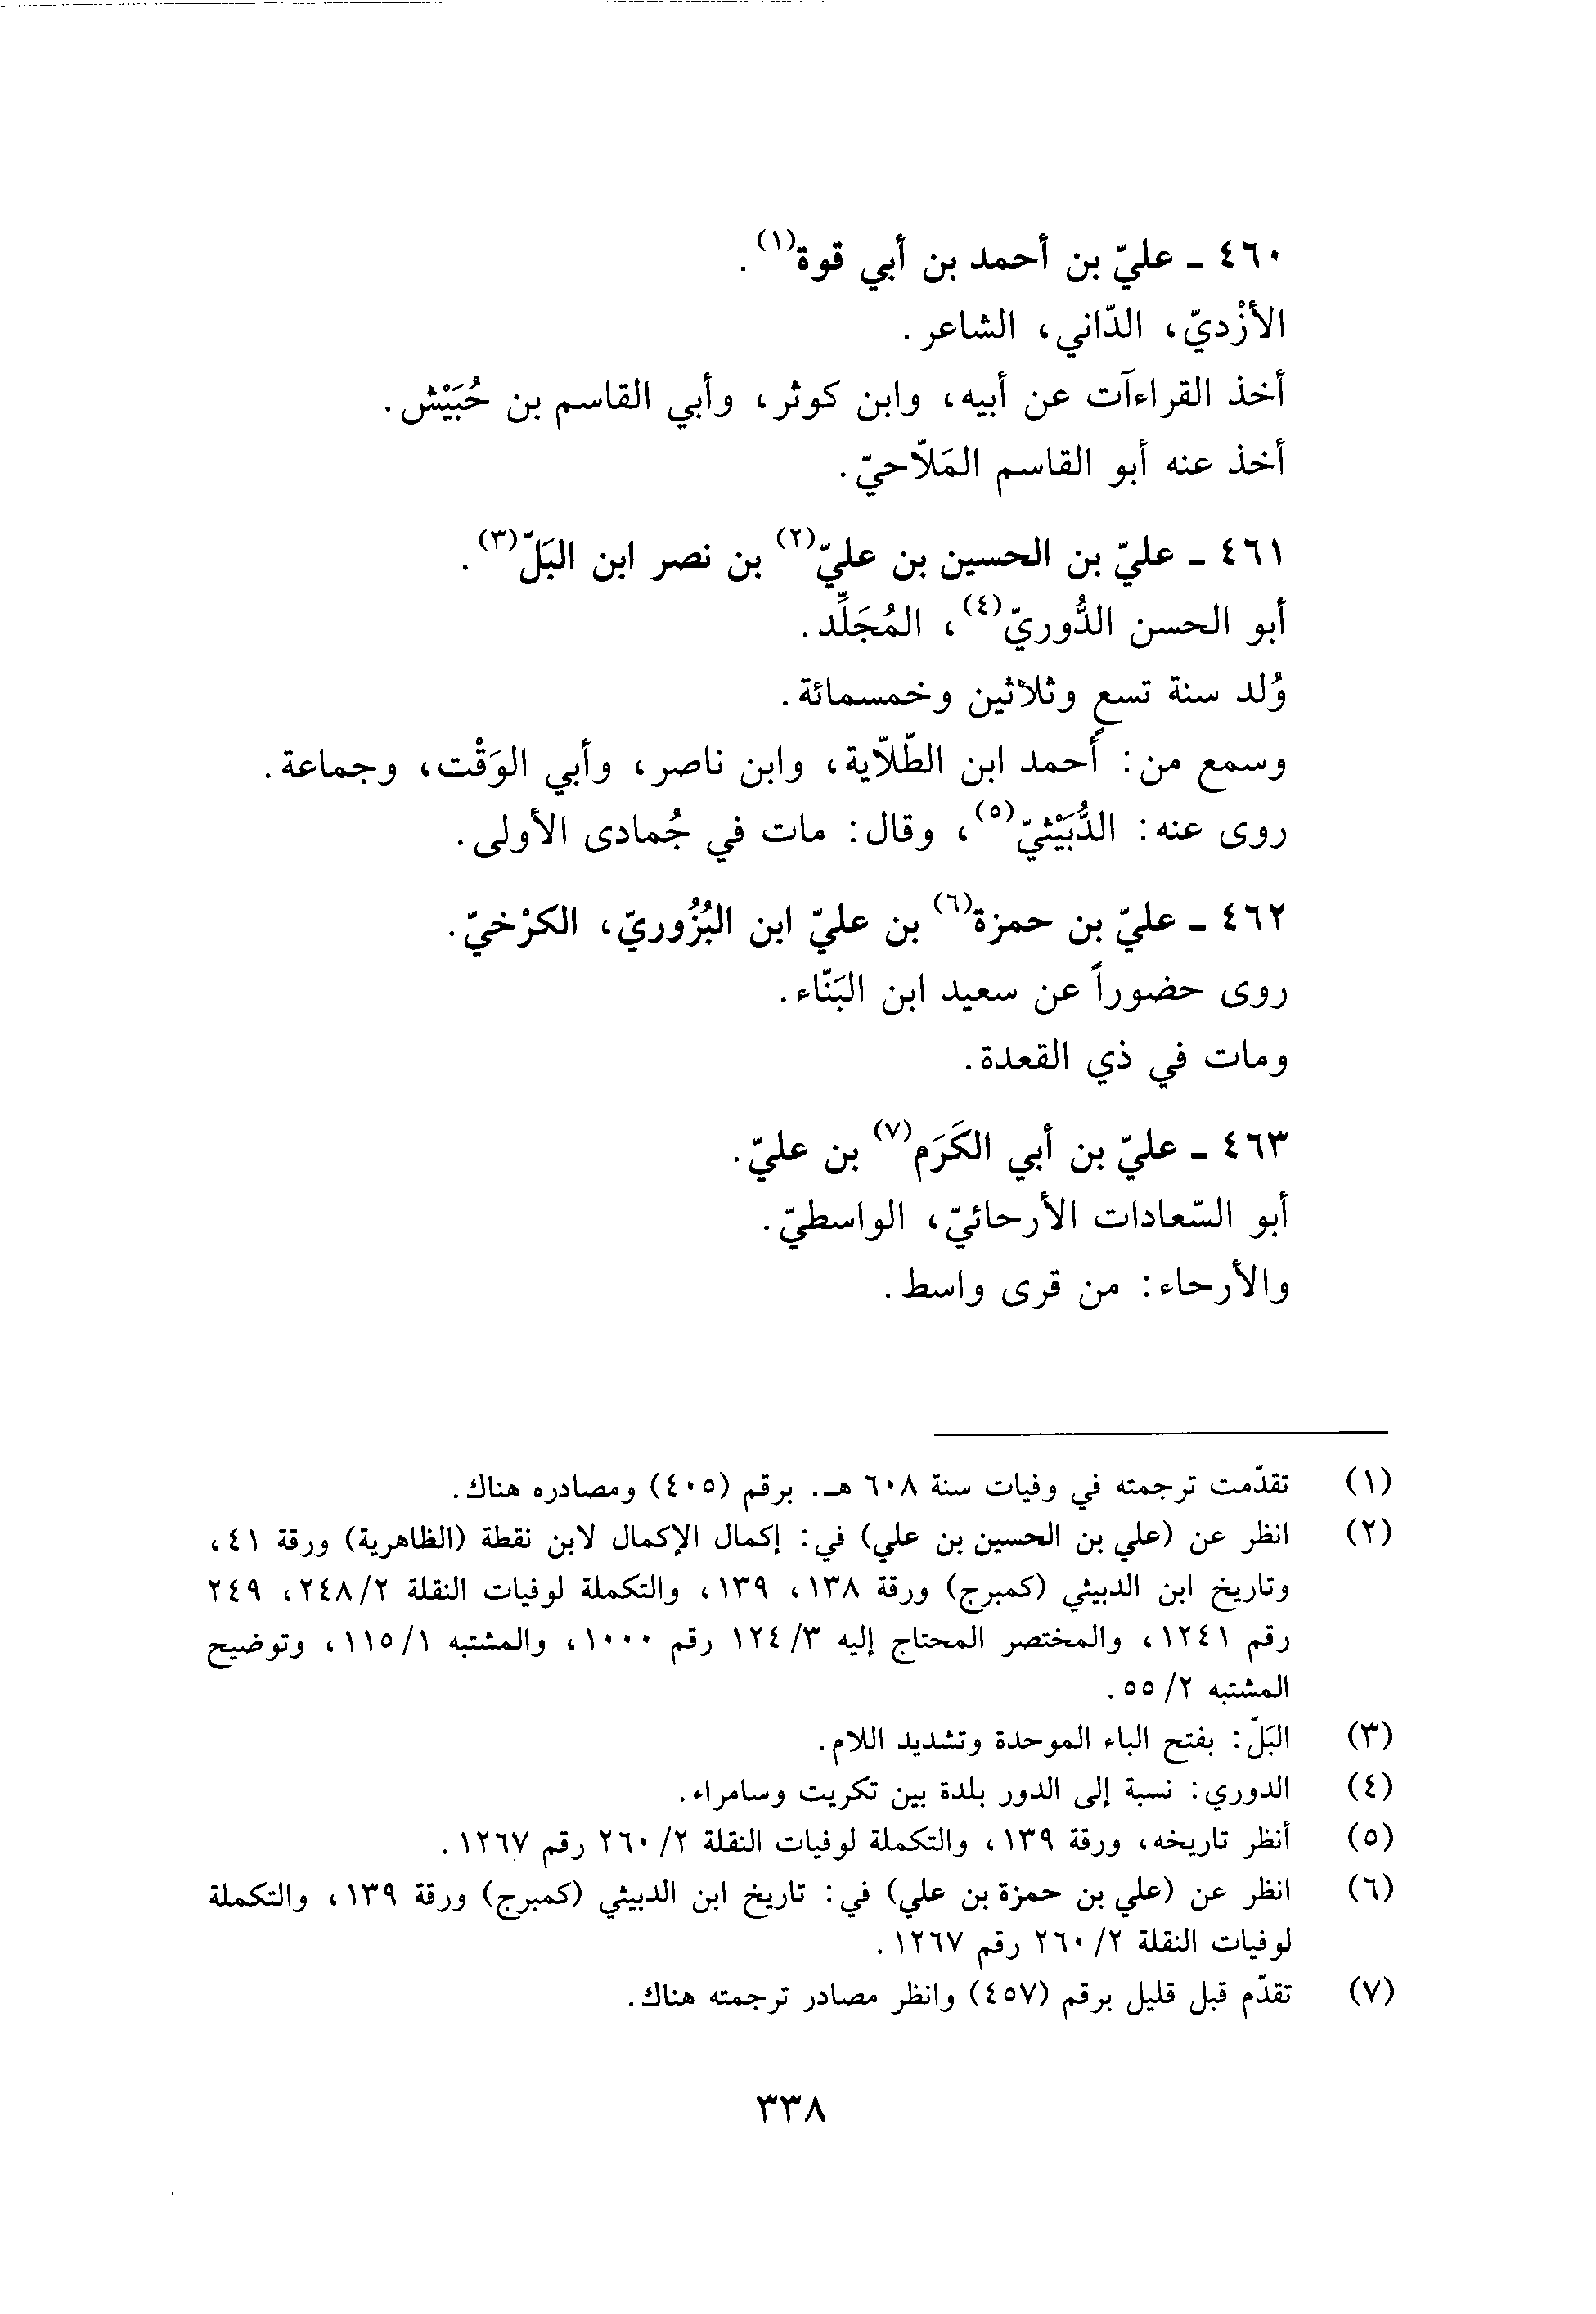 ٤٦٠ ـ عليّ بن أحمد بن أبي قوة(١).
الأزْديّ، الدّاني، الشاعر.
أخذ القراءآت عن أبيه، وابن كوثر، وأبي القاسم بن حُبَيْش.
أخذ عنه أبو القاسم المَلّاحيّ.
٤٦١ ـ عليّ بن الحسين بن عليّ(٢) بن نصر ابن البَلّ(٣).
أبو الحسن الدُّوريّ(٤)، المُجَلِّد.
وُلد سنة تسعٍ وثلاثين وخمسمائة.
وسمع من: أحمد ابن الطّلّاية، وابن ناصر، وأبي الوَقْت، وجماعة.
روى عنه: الدُّبَيْثيّ(٥)، وقال: مات في جُمادى الأولى.
٤٦٢ ـ عليّ بن حمزة(٦) بن عليّ ابن البُزُوريّ، الكرْخيّ.
روى حضوراً عن سعيد ابن البَنّاء.
ومات في ذي القعدة.
٤٦٣ ـ عليّ بن أبي الكَرَم(٧) بن عليّ.
أبو السّعادات الأرحائيّ، الواسطيّ.
والأرحاء: من قرى واسط.
(١) تقدّمت ترجمته في وفيات سنة ٦٠٨ هـ. برقم (٤٠٥) ومصادره هناك.
(٢) انظر عن (علي بن الحسين بن علي) في: إكمال الإكمال لابن نقطة (الظاهرية) ورقة ٤١،
وتاريخ ابن الدبيثي (كمبرج) ورقة ١٣٨، ١٣٩، والتكملة لوفيات النقلة ٢٤٨/٢، ٢٤٩
رقم ١٢٤١، والمختصر المحتاج إليه ١٢٤/٣ رقم ١٠٠٠، والمشتبه ١١٥/١، وتوضيح
المشتبه ٥٥/٢.
(٣) البَلّ: بفتح الباء الموحدة وتشديد اللام.
(٤) الدوري: نسبة إلى الدور بلدة بين تكريت وسامراء.
(٥) أنظر تاريخه، ورقة ١٣٩، والتكملة لوفيات النقلة ٢٦٠/٢ رقم ١٢٦٧.
(٦) انظر عن (علي بن حمزة بن علي) في: تاريخ ابن الدبيثي (كمبرج) ورقة ١٣٩، والتكملة
لوفيات النقلة ٢٦٠/٢ رقم ١٢٦٧.
(٧) تقدّم قبل قليل برقم (٤٥٧) وانظر مصادر ترجمته هناك.
٣٣٨